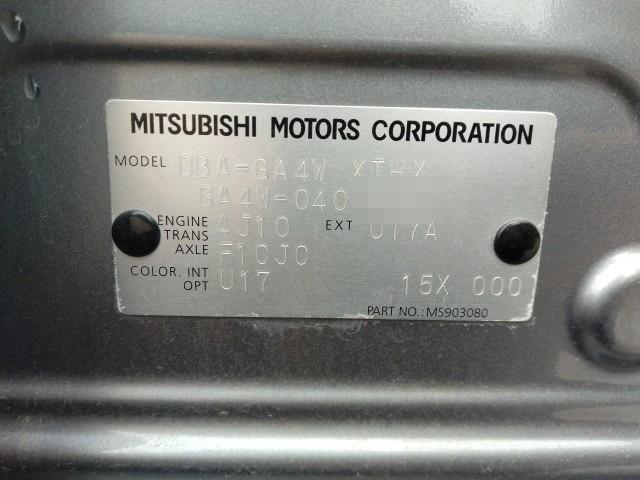 MITSUBISHI MOTORS CORPORATION
MODEL DBA-GA4W XTHX
GA4W-040
ENGINE 4J10 EXT U17A
TRANS
AXLE F1CJC
COLOR. INT U17
OPT 15X 000
PART NO.: MS903080